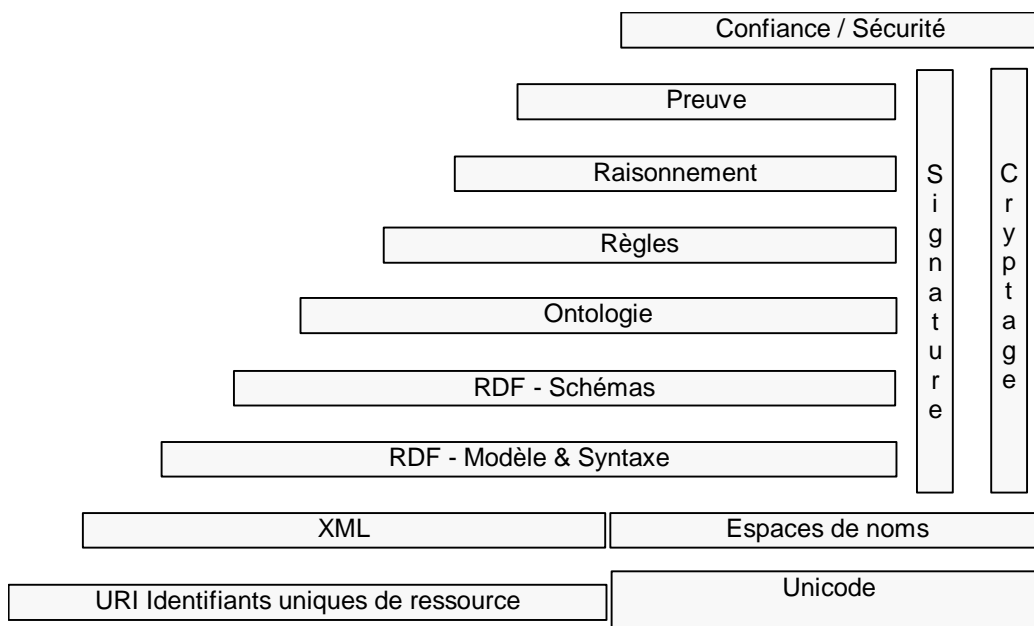 Confiance / Sécurité
Preuve
Raisonnement
Règles
Ontologie
RDF - Schémas
RDF - Modèle & Syntaxe
Signature
Cryptage
XML
Espaces de noms
URI Identifiants uniques de ressource
Unicode